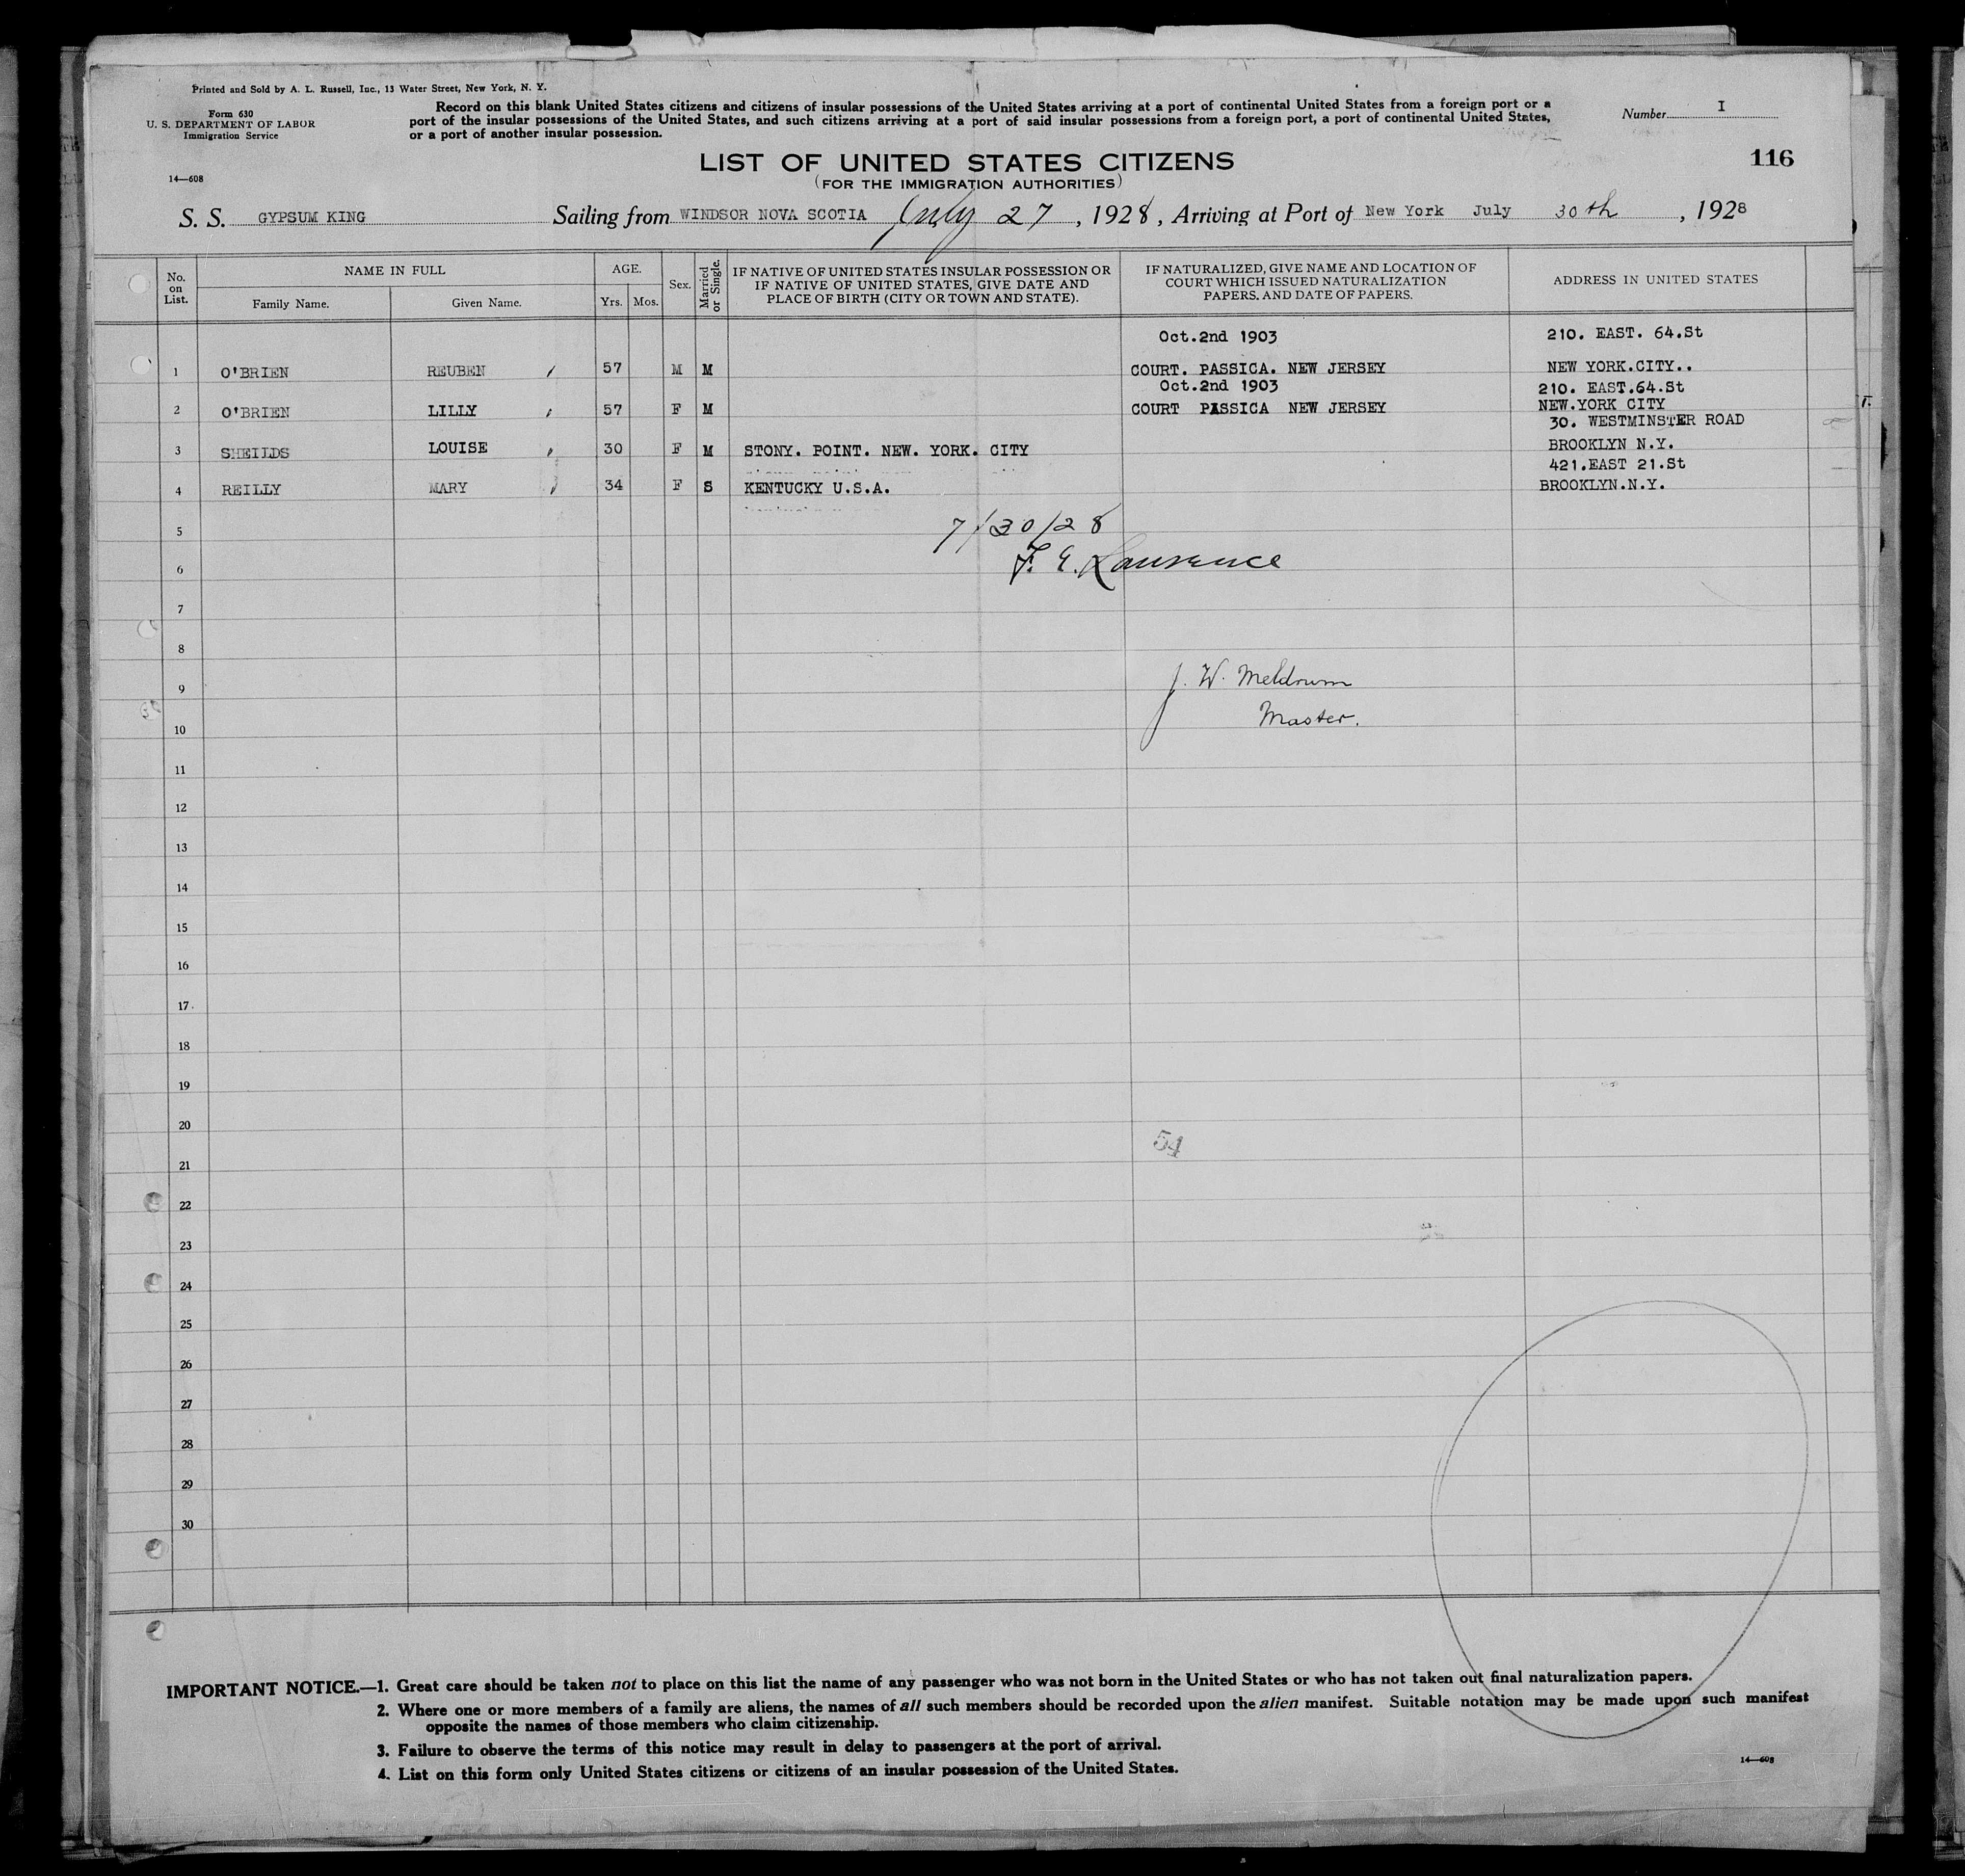 Printed and Sold by A. L. Russell, Inc., 13 Water Street, New York, N. Y.
Form 630
U. S. DEPARTMENT OF LABOR
Immigration Service
14—608
Record on this blank United States citizens and citizens of insular possessions of the United States arriving at a port of continental United States from a foreign port or a
port of the insular possessions of the United States, and such citizens arriving at a port of said insular possessions from a foreign port, a port of continental United States,
or a port of another insular possession.
Number I
116
LIST OF UNITED STATES CITIZENS
(FOR THE IMMIGRATION AUTHORITIES)
S. S. GYPSUM KING Sailing from WINDSOR NOVA SCOTIA July 27, 1928, Arriving at Port of New York July 30th, 1928
No. on List. NAME IN FULL AGE. Sex. Married or Single. IF NATIVE OF UNITED STATES INSULAR POSSESSION OR IF NATIVE OF UNITED STATES, GIVE DATE AND PLACE OF BIRTH (CITY OR TOWN AND STATE). IF NATURALIZED, GIVE NAME AND LOCATION OF COURT WHICH ISSUED NATURALIZATION PAPERS. AND DATE OF PAPERS. ADDRESS IN UNITED STATES
Family Name. Given Name. Yrs. Mos.
Oct.2nd 1903 210. EAST. 64.St
1 O'BRIEN REUBEN 57 M M COURT. PASSICA. NEW JERSEY NEW YORK.CITY..
Oct.2nd 1903 210. EAST.64.St
2 O'BRIEN LILLY 57 F M COURT PASSICA NEW JERSEY NEW.YORK CITY
30. WESTMINSTER ROAD
3 SHEILDS LOUISE 30 F M STONY. POINT. NEW. YORK. CITY BROOKLYN N.Y.
421.EAST 21.St
4 REILLY MARY 34 F S KENTUCKY U.S.A. BROOKLYN.N.Y.
5
7/30/28
6
F. E. Lawrence
7
8
9
J. W. Meldrum
10
Master.
11
12
13
14
15
16
17
18
19
20
54
21
22
23
24
25
26
27
28
29
30
IMPORTANT NOTICE.—1. Great care should be taken not to place on this list the name of any passenger who was not born in the United States or who has not taken out final naturalization papers.
2. Where one or more members of a family are aliens, the names of all such members should be recorded upon the alien manifest. Suitable notation may be made upon such manifest
opposite the names of those members who claim citizenship.
3. Failure to observe the terms of this notice may result in delay to passengers at the port of arrival.
4. List on this form only United States citizens or citizens of an insular possession of the United States.
14—608